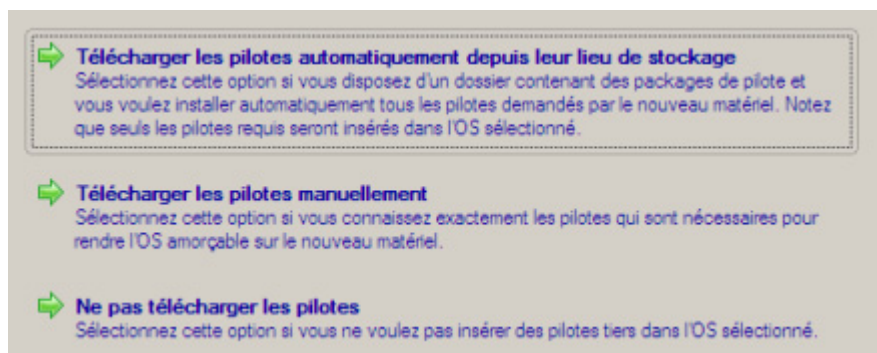 Télécharger les pilotes automatiquement depuis leur lieu de stockage
Sélectionnez cette option si vous disposez d'un dossier contenant des packages de pilote et
vous voulez installer automatiquement tous les pilotes demandés par le nouveau matériel. Notez
que seuls les pilotes requis seront insérés dans l'OS sélectionné.
Télécharger les pilotes manuellement
Sélectionnez cette option si vous connaissez exactement les pilotes qui sont nécessaires pour
rendre l'OS amorçable sur le nouveau matériel.
Ne pas télécharger les pilotes
Sélectionnez cette option si vous ne voulez pas insérer des pilotes tiers dans l'OS sélectionné.